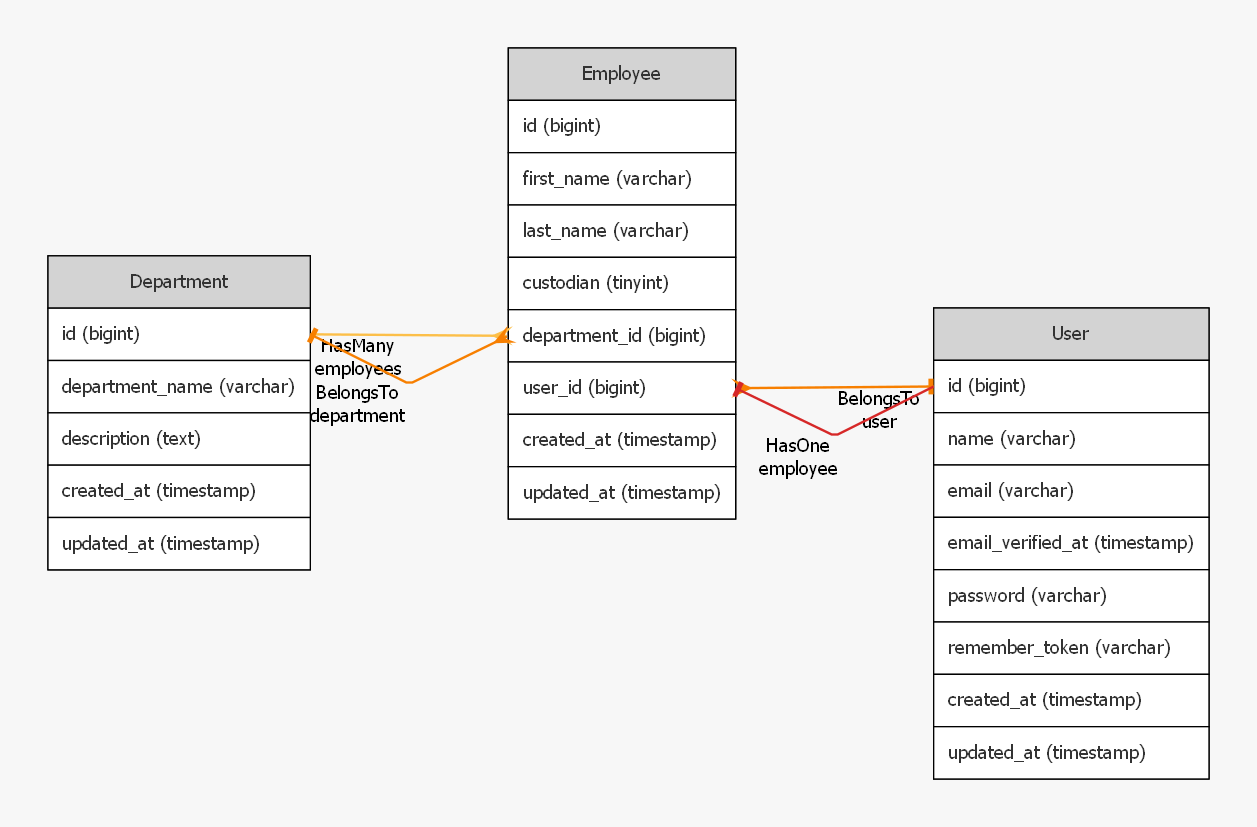 Employee
id (bigint)
first_name (varchar)
last_name (varchar)
custodian (tinyint)
department_id (bigint)
user_id (bigint)
created_at (timestamp)
updated_at (timestamp)
Department
id (bigint)
department_name (varchar)
description (text)
created_at (timestamp)
updated_at (timestamp)
HasMany
employees
BelongsTo
department
BelongsTo
user
HasOne
employee
User
id (bigint)
name (varchar)
email (varchar)
email_verified_at (timestamp)
password (varchar)
remember_token (varchar)
created_at (timestamp)
updated_at (timestamp)